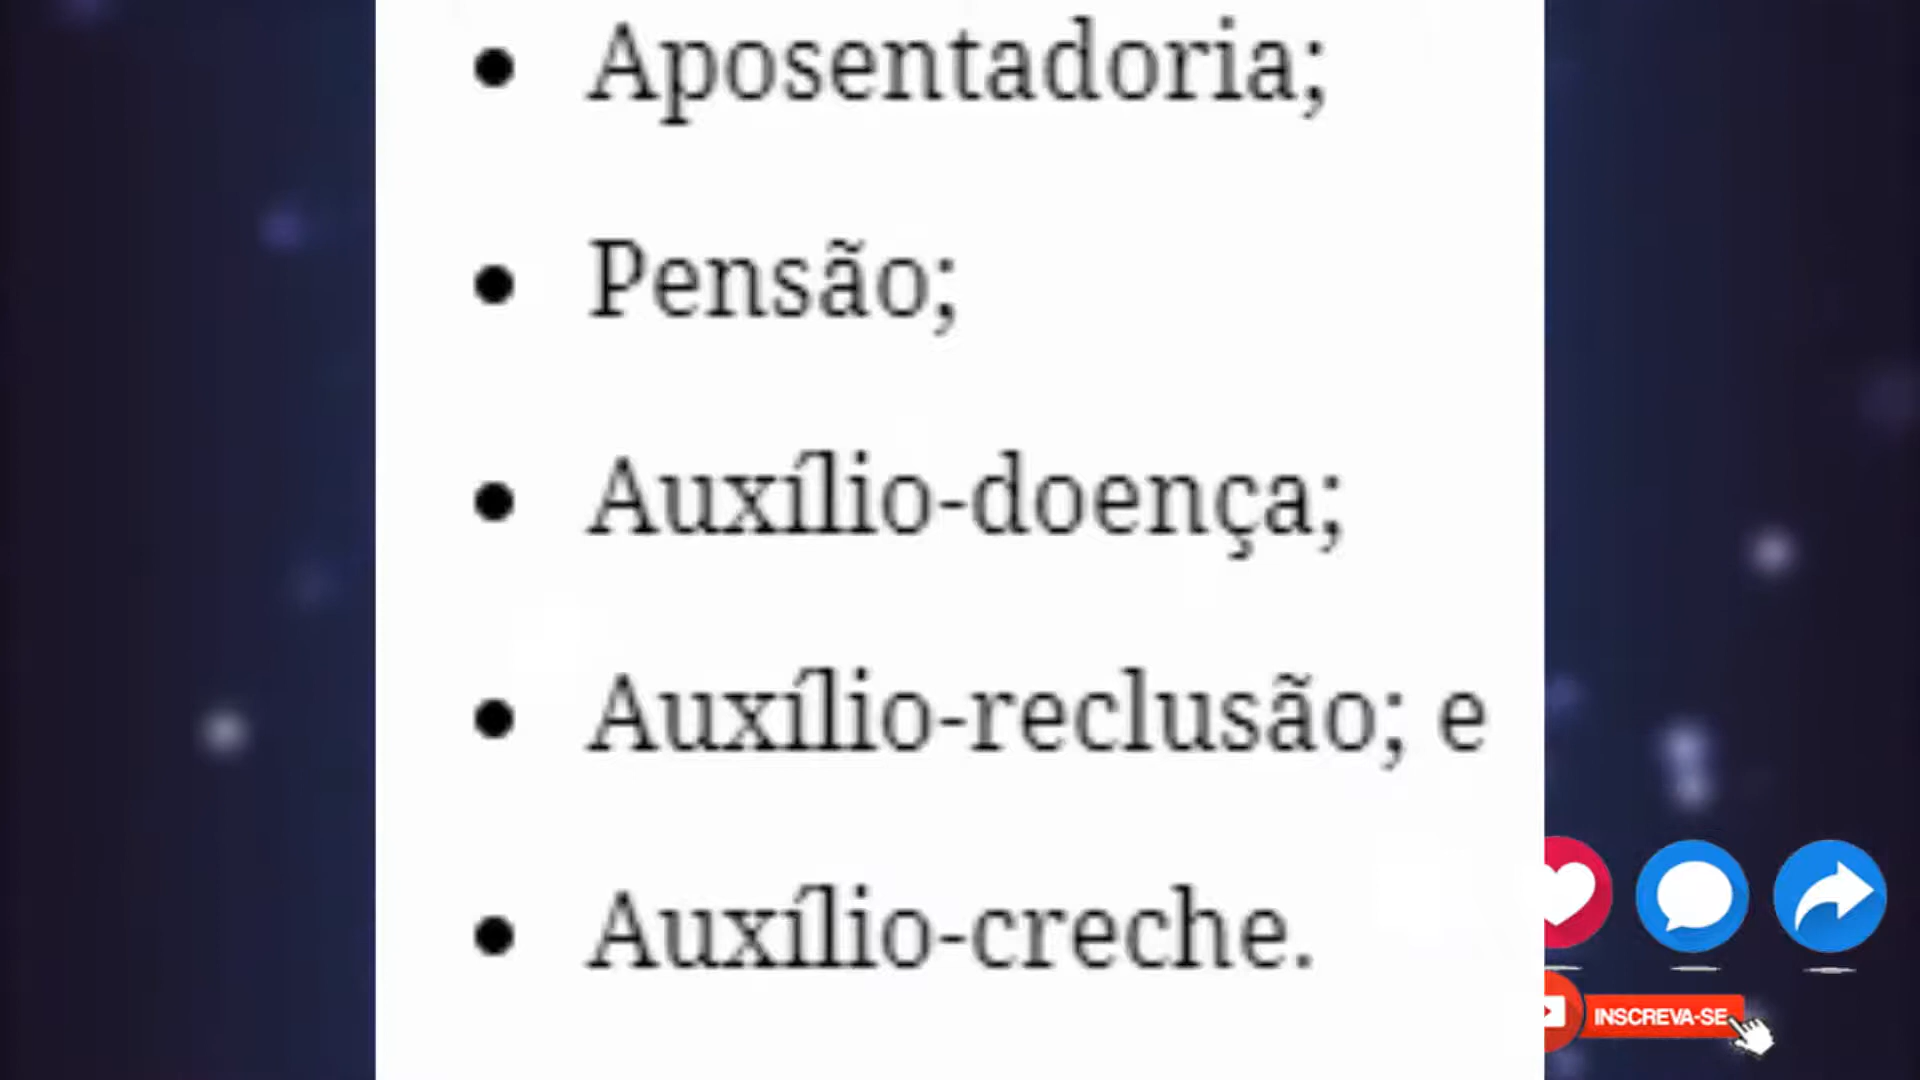 Aposentadoria;
Pensão;
Auxílio-doença;
Auxílio-reclusão; e
Auxílio-creche.
INSCREVA-SE